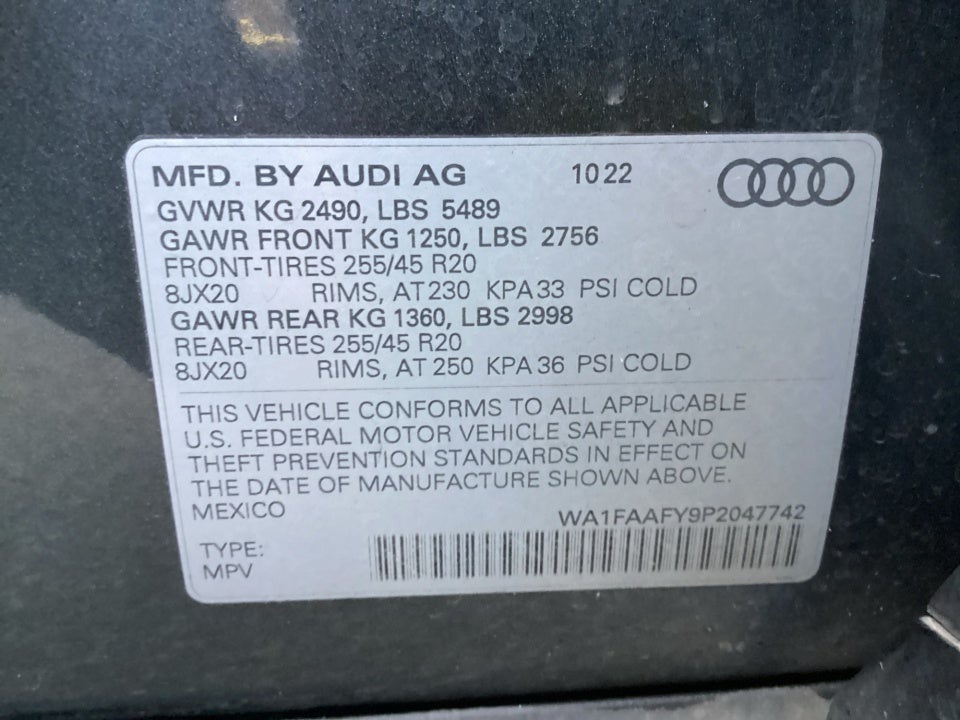 MFD. BY AUDI AG 10 22
GVWR KG 2490, LBS 5489
GAWR FRONT KG 1250, LBS 2756
FRONT-TIRES 255/45 R20
8JX20 RIMS, AT 230 KPA 33 PSI COLD
GAWR REAR KG 1360, LBS 2998
REAR-TIRES 255/45 R20
8JX20 RIMS, AT 250 KPA 36 PSI COLD
THIS VEHICLE CONFORMS TO ALL APPLICABLE
U.S. FEDERAL MOTOR VEHICLE SAFETY AND
THEFT PREVENTION STANDARDS IN EFFECT ON
THE DATE OF MANUFACTURE SHOWN ABOVE.
MEXICO
WA1FAAFY9P2047742
TYPE:
MPV